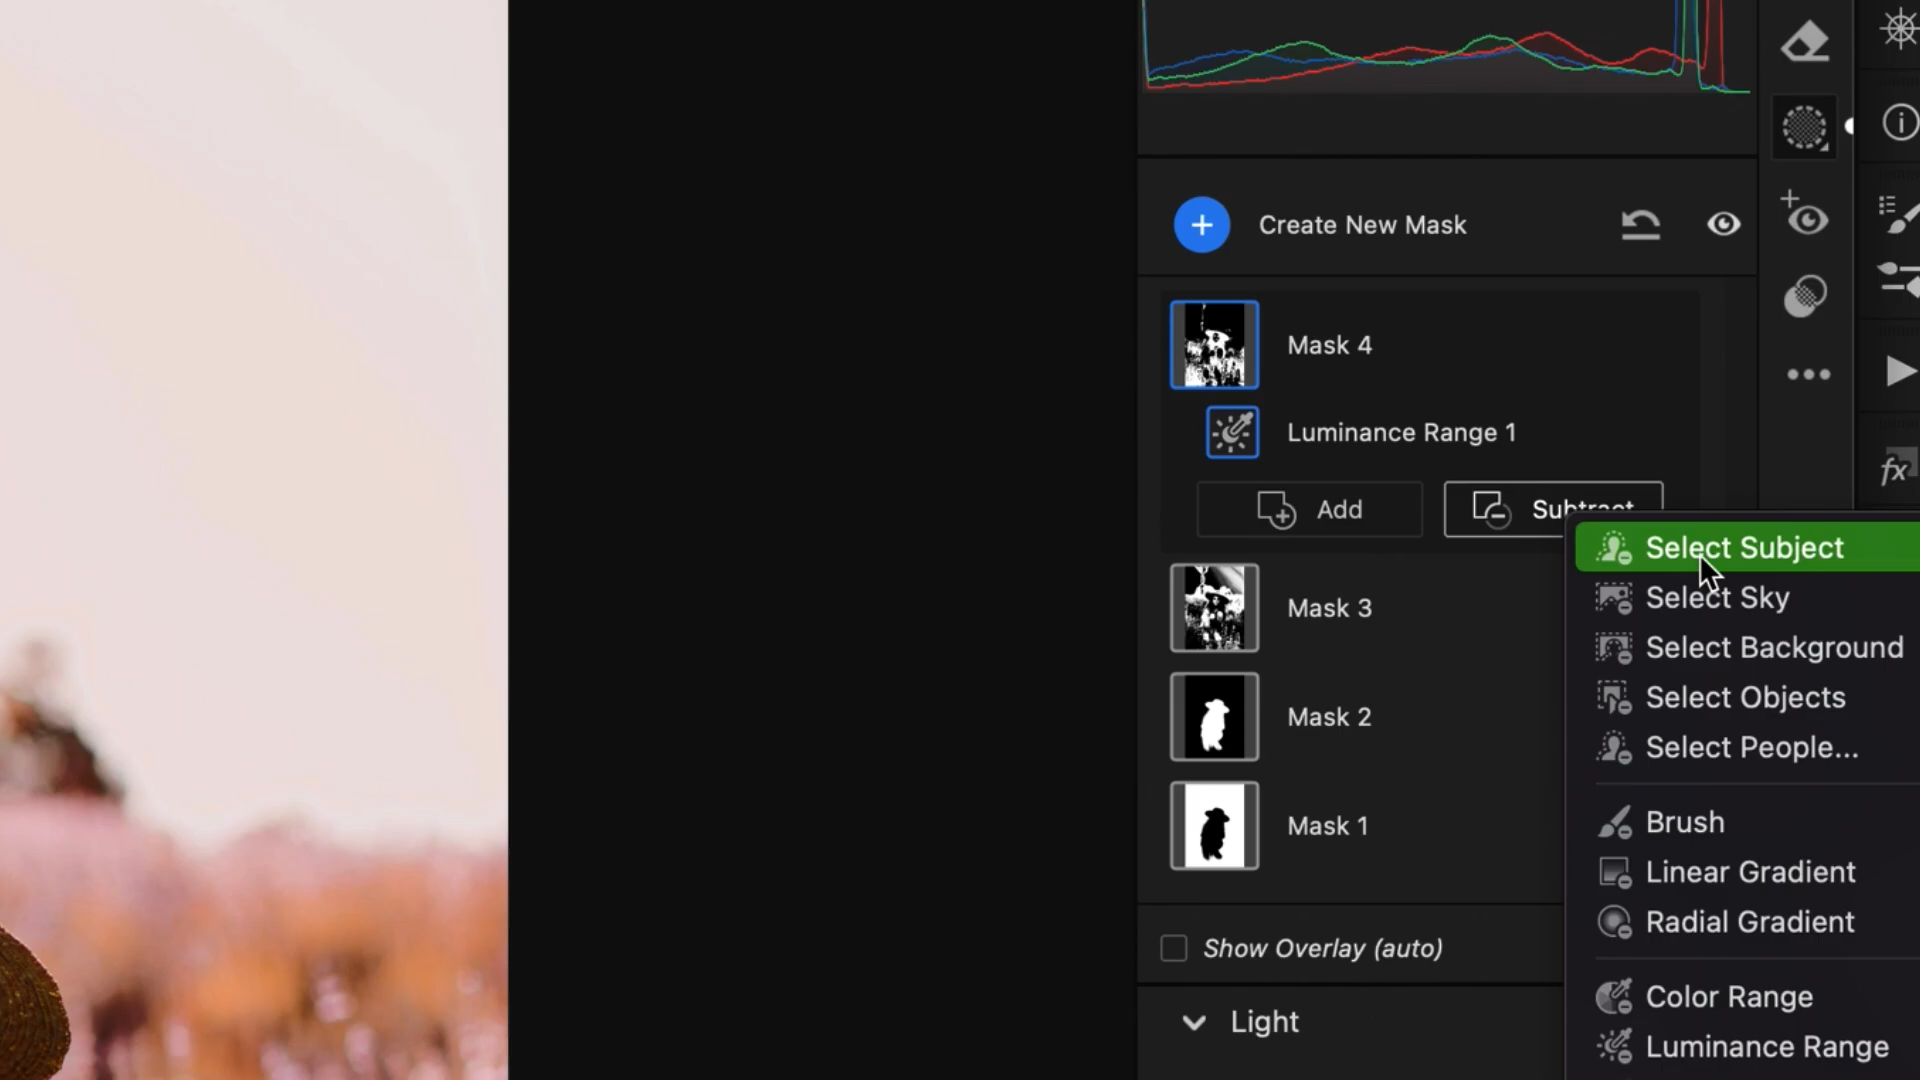 Create New Mask
Mask 4
Luminance Range 1
Add
Subtract
fx
Select Subject
Mask 3
Select Sky
Select Background
Select Objects
Mask 2
Select People...
Mask 1
Brush
Linear Gradient
Radial Gradient
Show Overlay (auto)
Color Range
Light
Luminance Range